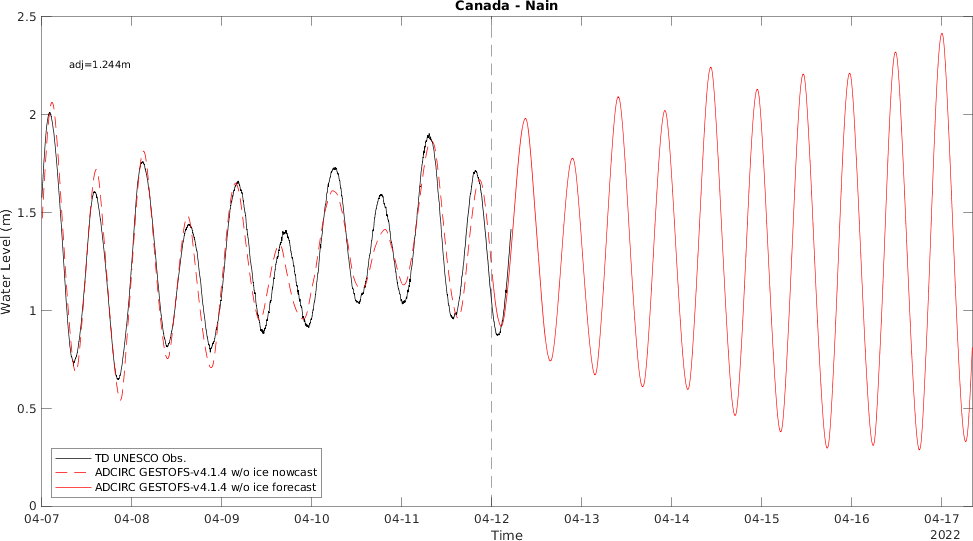 Canada - Nain
adj=1.244m
2.5
2
1.5
1
0.5
0
Water Level (m)
TD UNESCO Obs.
ADCIRC GESTOFS-v4.1.4 w/o ice nowcast
ADCIRC GESTOFS-v4.1.4 w/o ice forecast
04-07 04-08 04-09 04-10 04-11 04-12 04-13 04-14 04-15 04-16 04-17
Time
2022